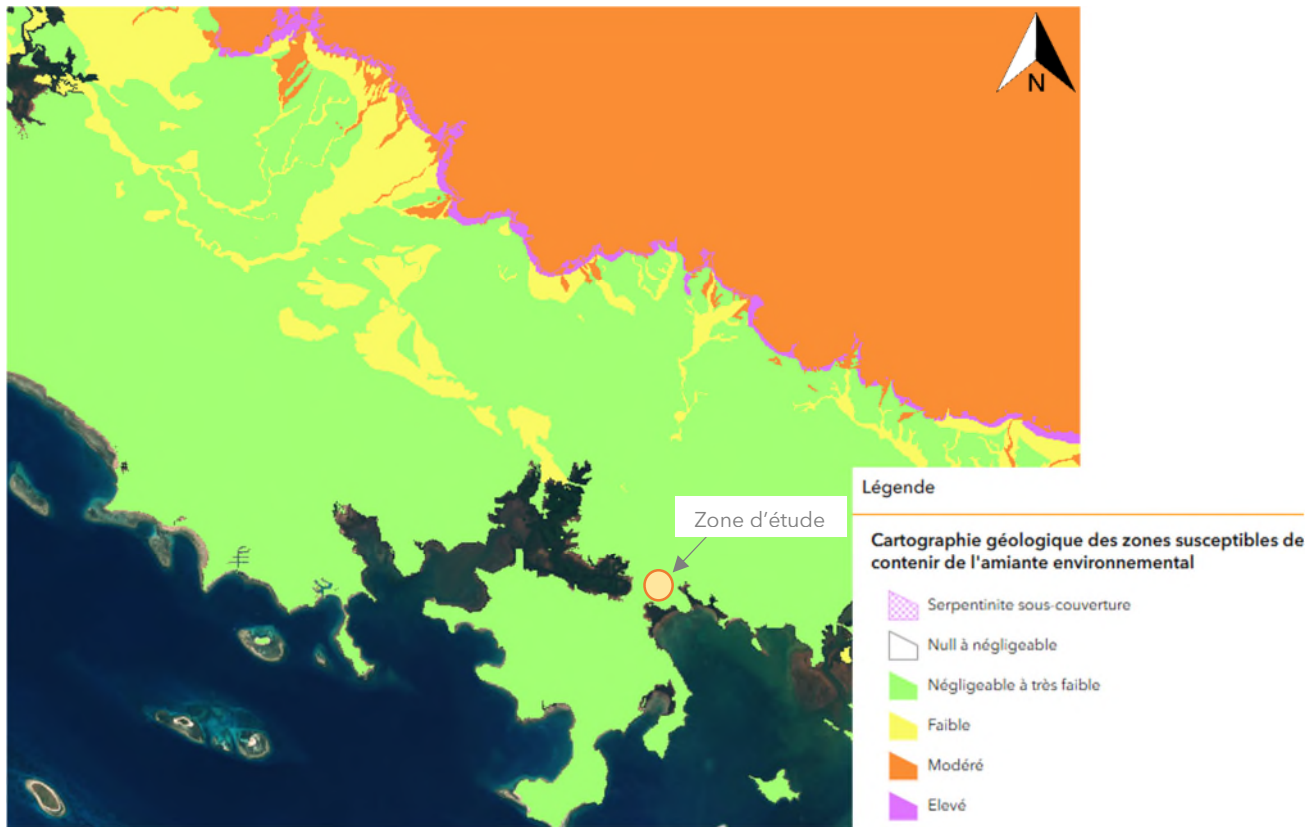 N
Zone d'étude
Légende
Cartographie géologique des zones susceptibles de
contenir de l'amiante environnemental
Serpentinite sous-couverture
Null à négligeable
Négligeable à très faible
Faible
Modéré
Elevé